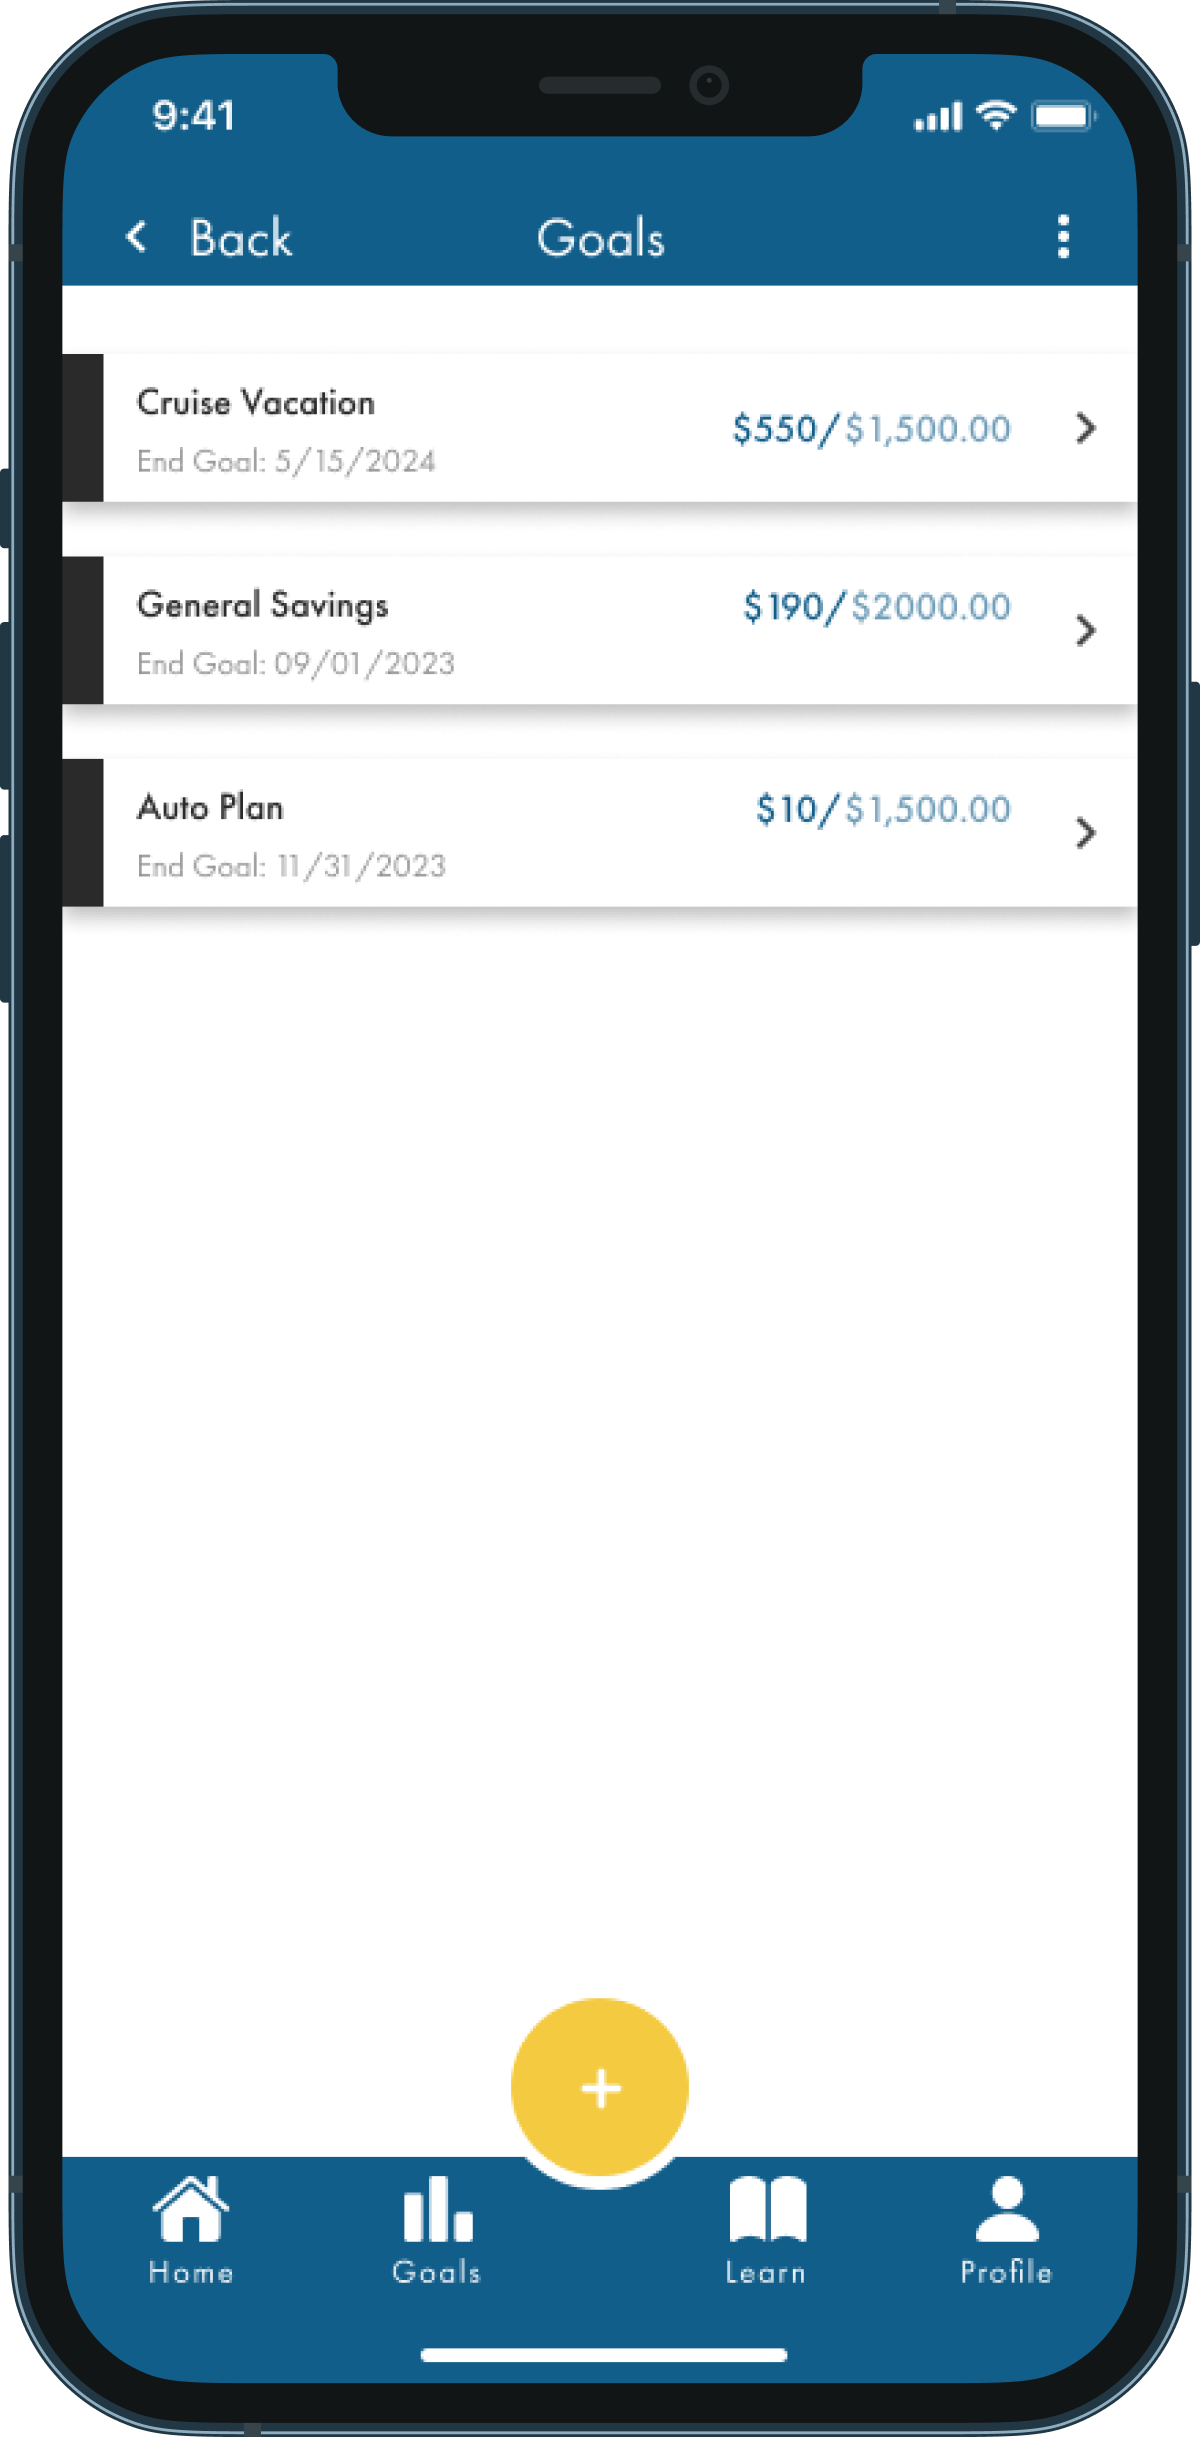 9:41
Back
Goals
Cruise Vacation
$550/$1,500.00
End Goal: 5/15/2024
General Savings
$190/$2000.00
End Goal: 09/01/2023
Auto Plan
$10/$1,500.00
End Goal: 11/31/2023
+
Home
Goals
Learn
Profile